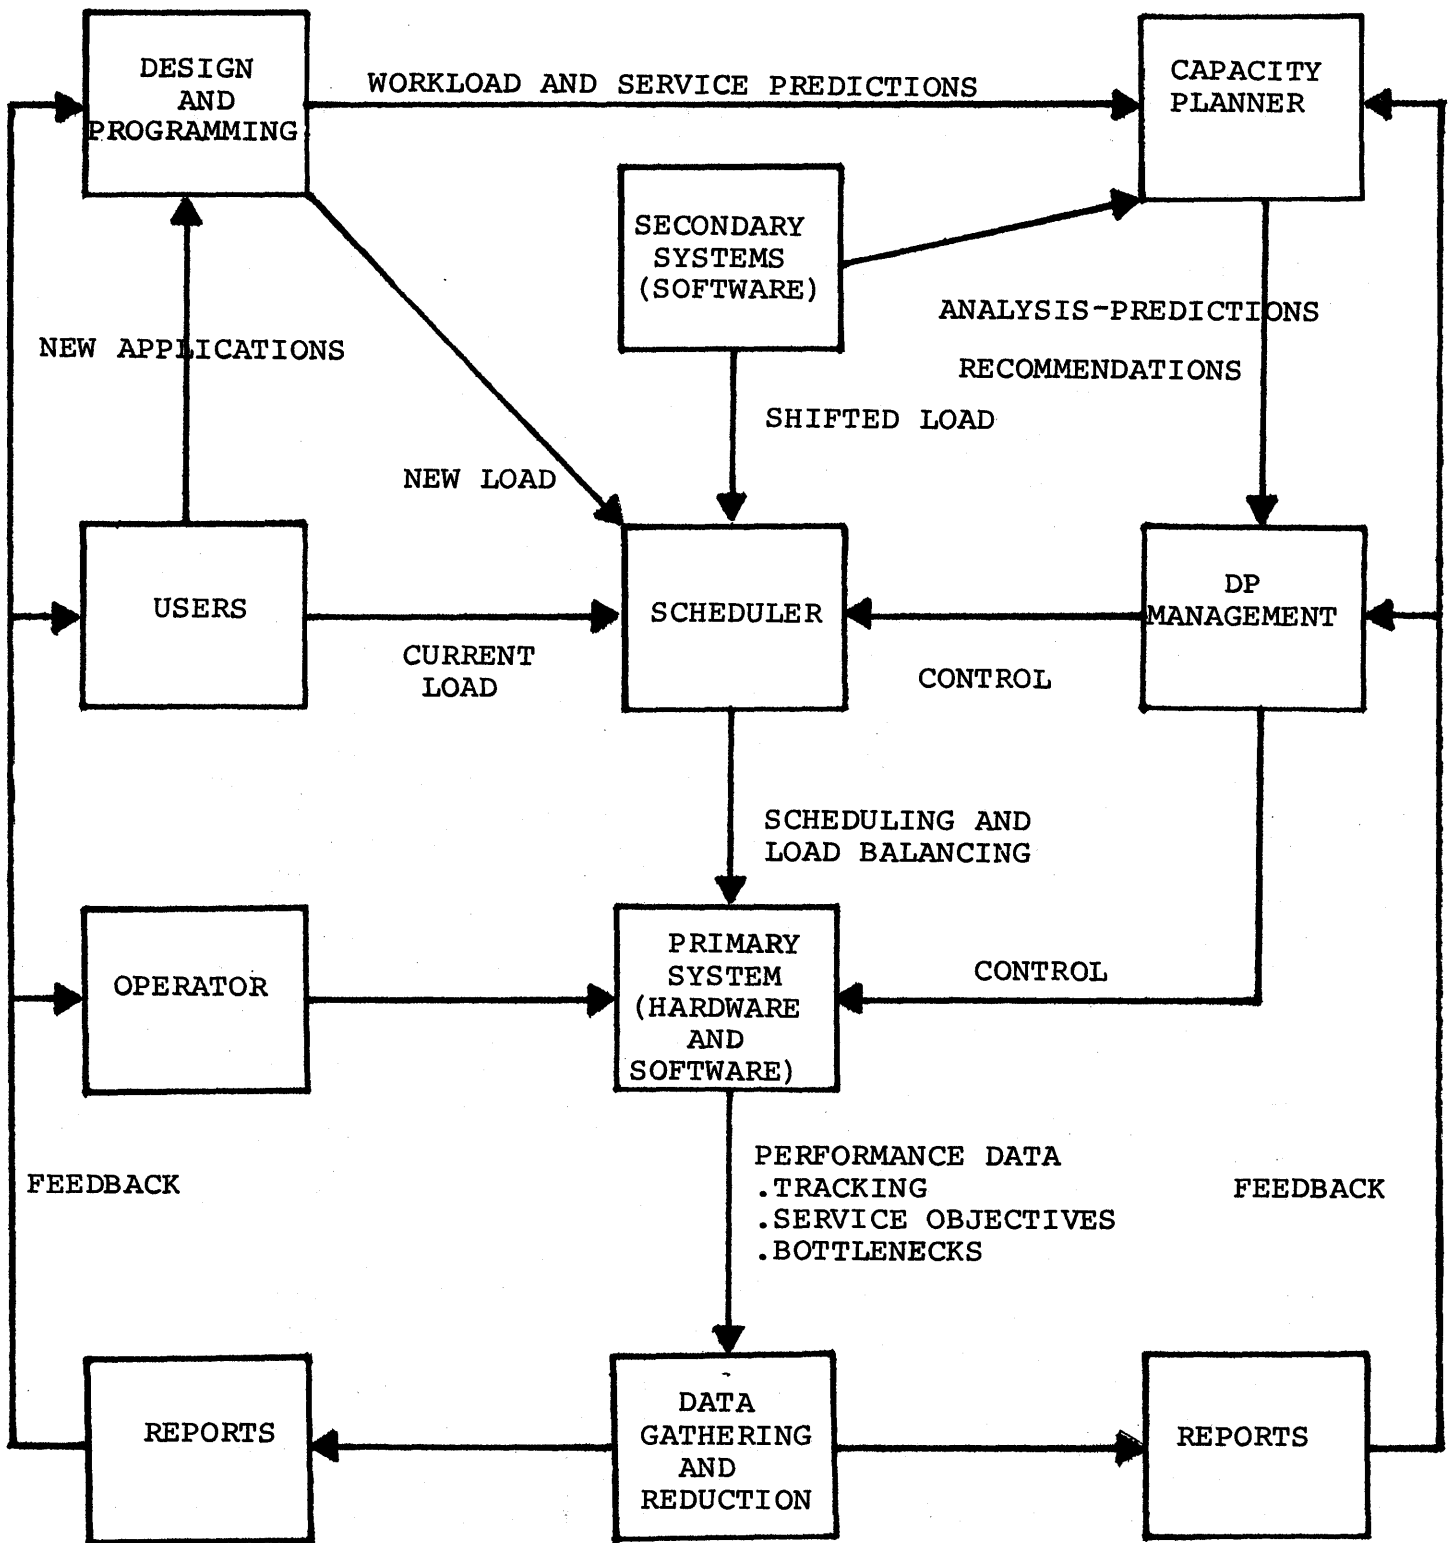 DESIGN
AND
PROGRAMMING
WORKLOAD AND SERVICE PREDICTIONS
CAPACITY
PLANNER
SECONDARY
SYSTEMS
(SOFTWARE)
ANALYSIS-PREDICTIONS
RECOMMENDATIONS
NEW APPLICATIONS
SHIFTED LOAD
NEW LOAD
USERS
SCHEDULER
DP
MANAGEMENT
CURRENT
LOAD
CONTROL
SCHEDULING AND
LOAD BALANCING
OPERATOR
PRIMARY
SYSTEM
(HARDWARE
AND
SOFTWARE)
CONTROL
PERFORMANCE DATA
.TRACKING
.SERVICE OBJECTIVES
.BOTTLENECKS
FEEDBACK
FEEDBACK
REPORTS
DATA
GATHERING
AND
REDUCTION
REPORTS